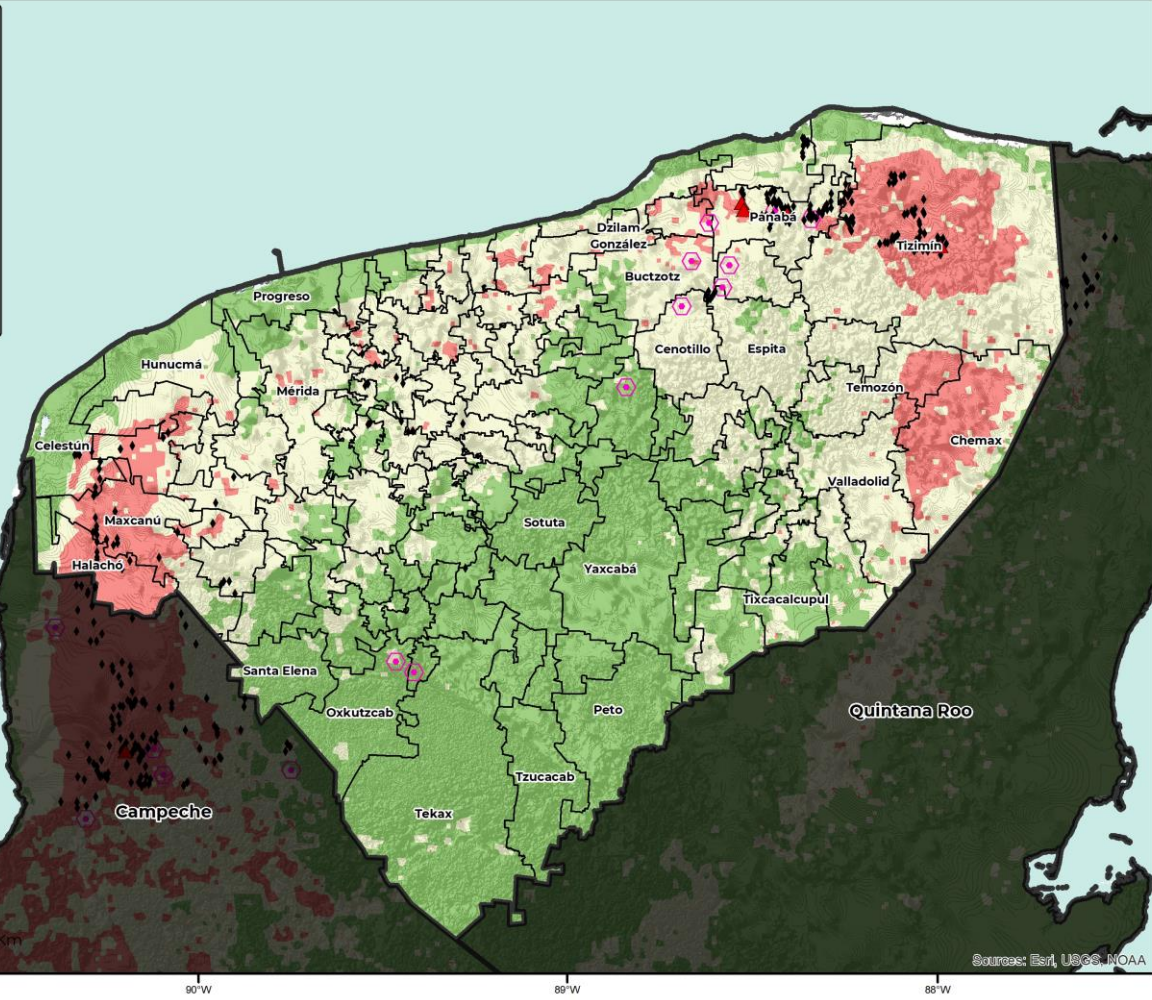 Panabá
Dzilam
González
Tizimín
Buctzotz
Progreso
Cenotillo
Espita
Hunucmá
Mérida
Temozón
Celestún
Chemax
Valladolid
Maxcanú
Sotuta
Halachó
Yaxcabá
Tixcacalcupul
Santa Elena
Oxkutzcab
Peto
Quintana Roo
Tzucacab
Campeche
Tekax
Km
Sources: Esri, USGS, NOAA
90°W
89°W
88°W